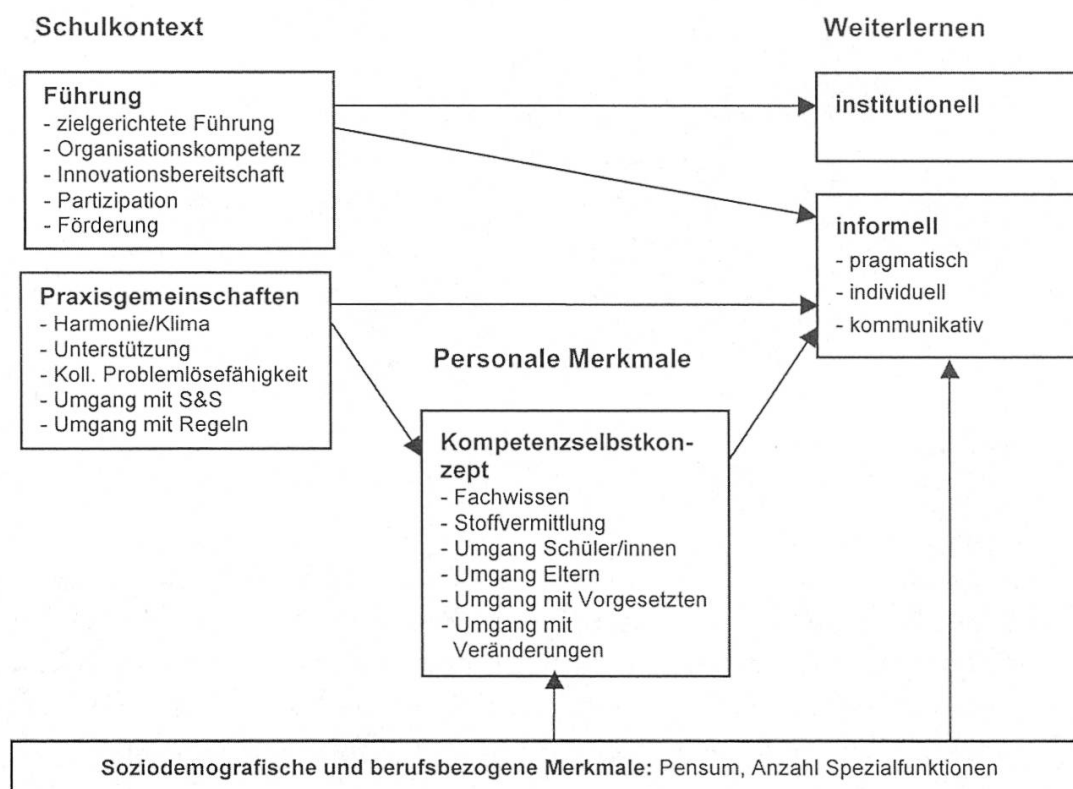 Schulkontext
Führung
- zielgerichtete Führung
- Organisationskompetenz
- Innovationsbereitschaft
- Partizipation
- Förderung
Praxisgemeinschaften
- Harmonie/Klima
- Unterstützung
- Koll. Problemlösefähigkeit
- Umgang mit S&S
- Umgang mit Regeln
Personale Merkmale
Kompetenzselbstkon-
zept
- Fachwissen
- Stoffvermittlung
- Umgang Schüler/innen
- Umgang Eltern
- Umgang mit Vorgesetzten
- Umgang mit
Veränderungen
Weiterlernen
institutionell
informell
- pragmatisch
- individuell
- kommunikativ
Soziodemografische und berufsbezogene Merkmale: Pensum, Anzahl Spezialfunktionen